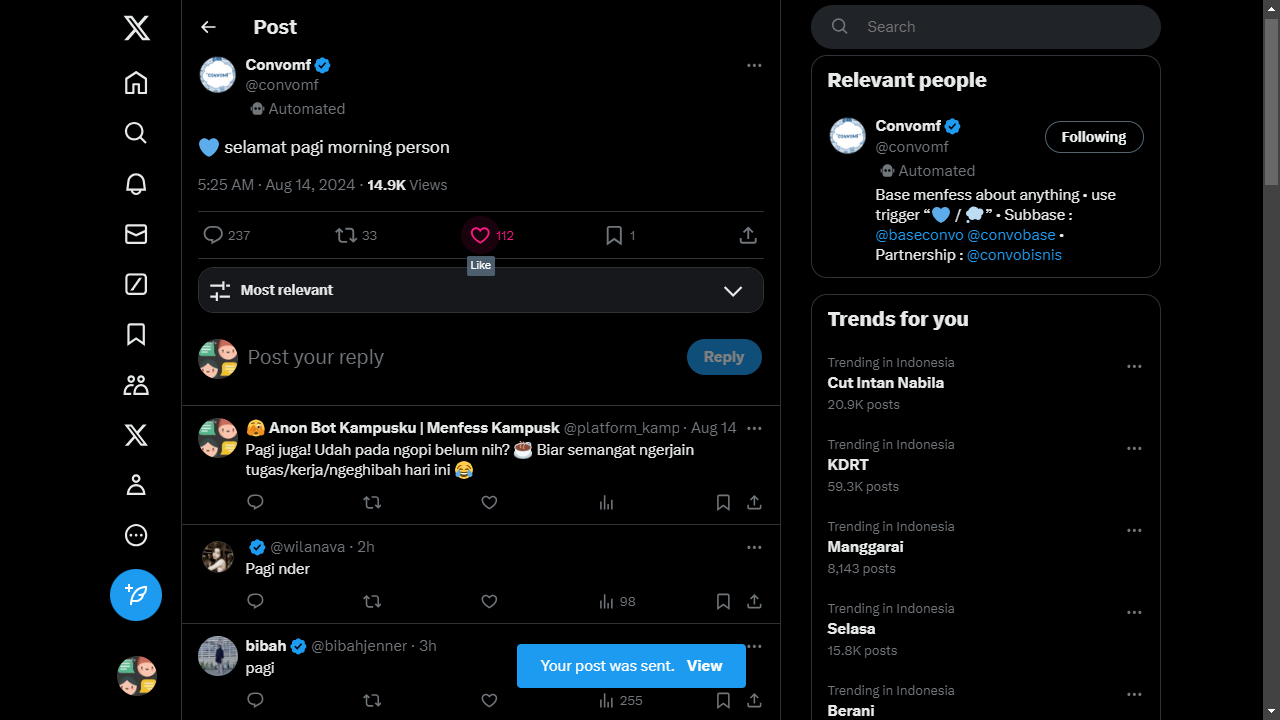 Post
Search
Convomf
@convomf
Automated
🩵 selamat pagi morning person
5:25 AM · Aug 14, 2024 · 14.9K Views
237 33 112 1
Like
Most relevant
Post your reply
Reply
Anon Bot Kampusku | Menfess Kampusk @platform_kamp · Aug 14
Pagi juga! Udah pada ngopi belum nih? ☕ Biar semangat ngerjain
tugas/kerja/ngeghibah hari ini 😂
@wilanava · 2h
Pagi nder
98
bibah @bibahjenner · 3h
pagi
255
Your post was sent. View
Relevant people
CONVOMF
Convomf
@convomf
Following
Automated
Base menfess about anything • use
trigger “🩵 / 💭” • Subbase :
@baseconvo @convobase •
Partnership : @convobisnis
Trends for you
Trending in Indonesia
Cut Intan Nabila
20.9K posts
Trending in Indonesia
KDRT
59.3K posts
Trending in Indonesia
Manggarai
8,143 posts
Trending in Indonesia
Selasa
15.8K posts
Trending in Indonesia
Berani